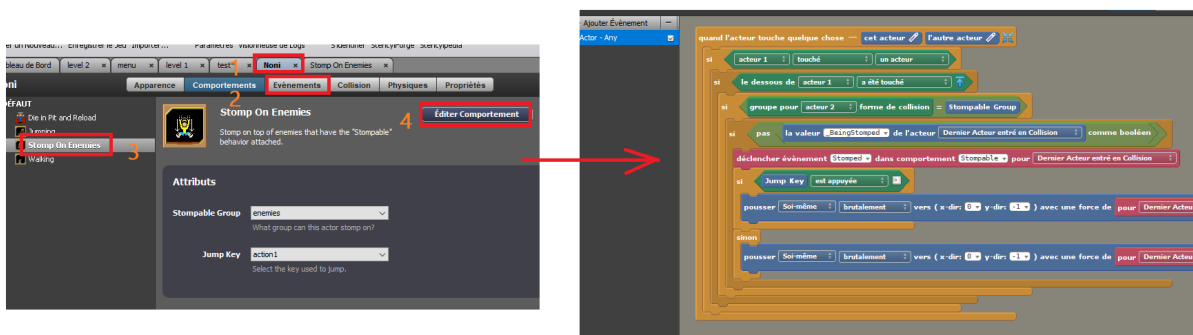 er un Nouveau... Enregistrer le Jeu Importer... Paramètres Visionneuse de Logs S'identifier StencylForge Stencylpedia
bleau de Bord level 2 menu level 1 test* Noni Stomp On Enemies
1
oni
Apparence Comportements Evènements Collision Physiques Propriétés
2
ÉFAUT
Die in Pit and Reload
Jumping
Stomp On Enemies
3
Walking
Stomp On Enemies
4
Éditer Comportement
Stomp on top of enemies that have the "Stompable"
behavior attached.
Attributs
Stompable Group enemies
What group can this actor stomp on?
Jump Key action1
Select the key used to jump.
Ajouter Évènement
Actor - Any
quand l'acteur touche quelque chose — cet acteur l'autre acteur
si acteur 1 touché un acteur
si le dessous de acteur 1 a été touché
si groupe pour acteur 2 forme de collision = Stompable Group
si pas la valeur _BeingStomped de l'acteur Dernier Acteur entré en Collision comme booléen
déclencher évènement Stomped dans comportement Stompable pour Dernier Acteur entré en Collision
si Jump Key est appuyée
pousser Soi-même brutalement vers ( x-dir: 0 y-dir: -1 ) avec une force de pour Dernier Acteu
sinon
pousser Soi-même brutalement vers ( x-dir: 0 y-dir: -1 ) avec une force de pour Dernier Acteu